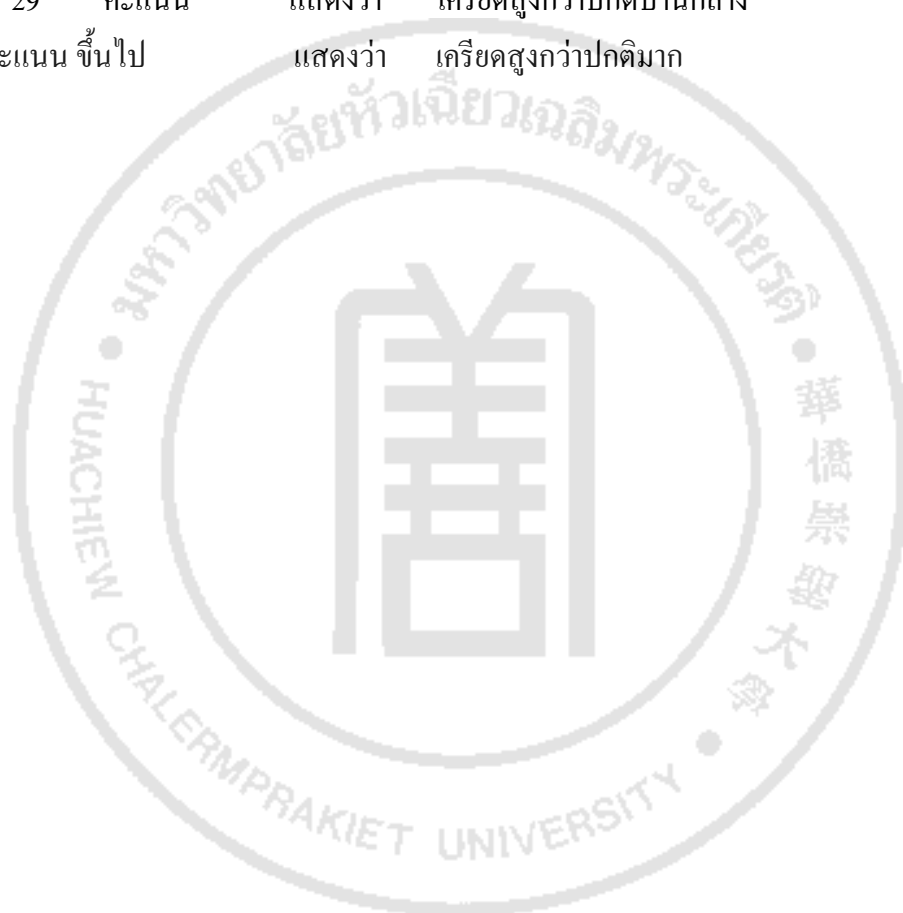 29 คะแนน แสดงว่า เครียดสูงกว่าปกติปานกลาง
ะแนน ขึ้นไป แสดงว่า เครียดสูงกว่าปกติมาก
มหาวิทยาลัยหัวเฉียวเฉลิมพระเกียรติ
華僑崇聖大學
HUACHIEW CHALERMPRAKIET UNIVERSITY